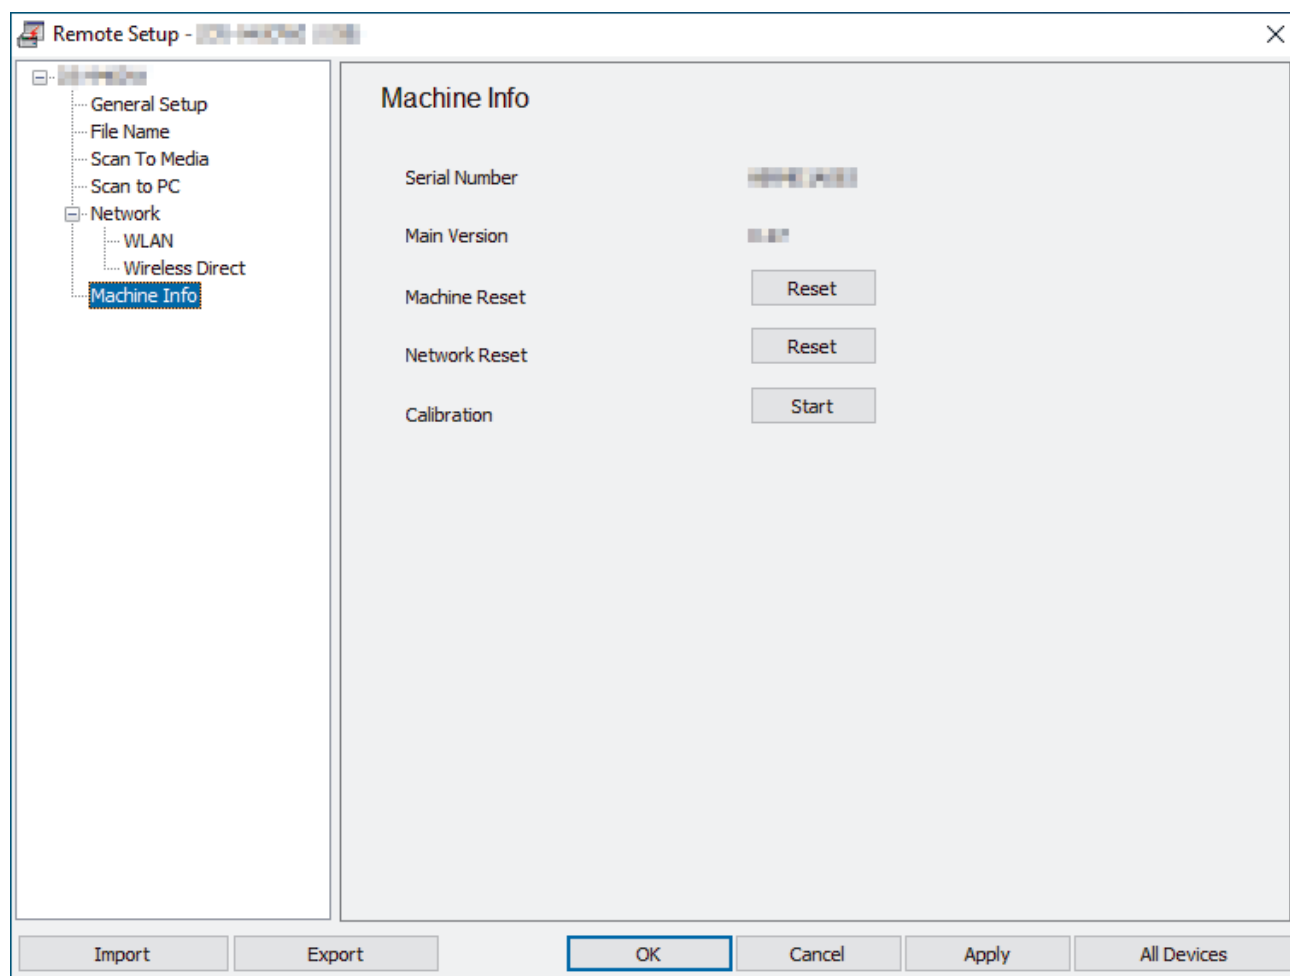 Remote Setup -
General Setup
File Name
Scan To Media
Scan to PC
Network
WLAN
Wireless Direct
Machine Info
Machine Info
Serial Number
Main Version
Machine Reset Reset
Network Reset Reset
Calibration Start
Import Export OK Cancel Apply All Devices